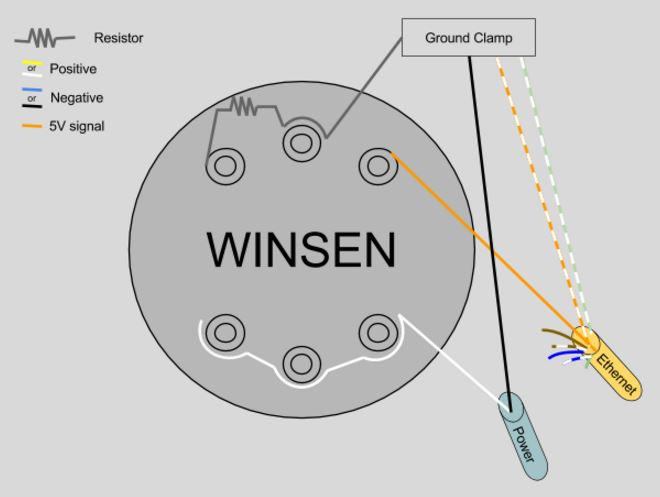 Ground Clamp
Resistor
or Positive
or Negative
5V signal
WINSEN
Ethernet
Power